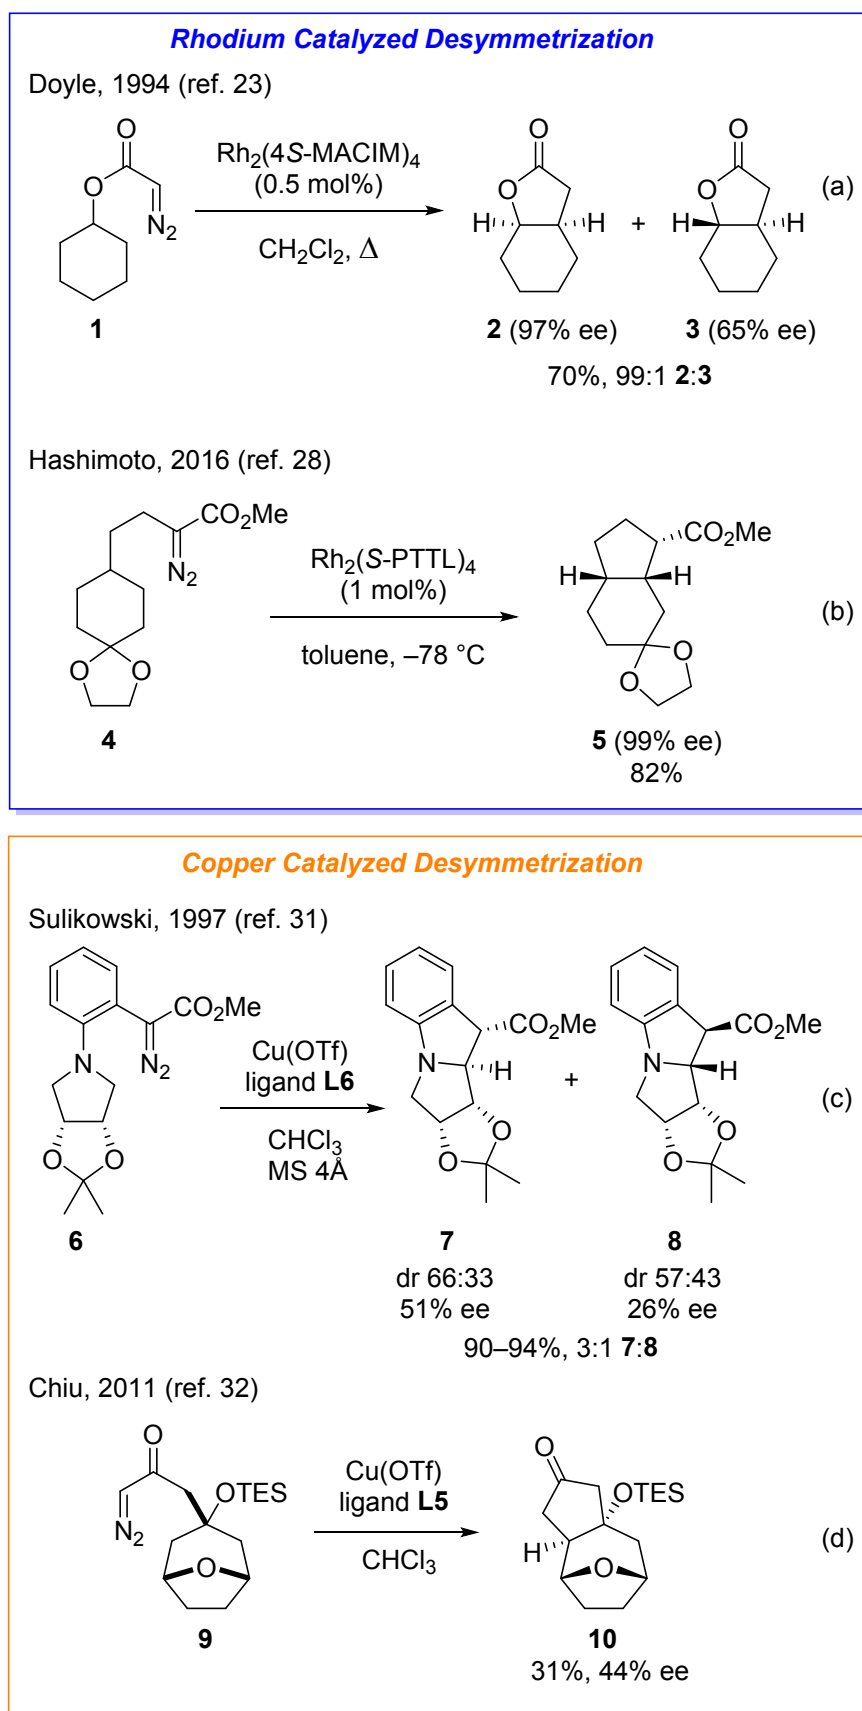 Rhodium Catalyzed Desymmetrization
Doyle, 1994 (ref. 23)
O
O
N2
1
Rh2(4S-MACIM)4
(0.5 mol%)
CH2Cl2, Δ
O
O
H
H
2 (97% ee)
+
O
O
H
H
3 (65% ee)
70%, 99:1 2:3
(a)
Hashimoto, 2016 (ref. 28)
CO2Me
N2
O
O
4
Rh2(S-PTTL)4
(1 mol%)
toluene, –78 °C
CO2Me
H
H
O
O
5 (99% ee)
82%
(b)
Copper Catalyzed Desymmetrization
Sulikowski, 1997 (ref. 31)
CO2Me
N2
N
O
O
6
Cu(OTf)
ligand L6
CHCl3
MS 4Å
CO2Me
N
H
O
O
7
dr 66:33
51% ee
+
CO2Me
N
H
O
O
8
dr 57:43
26% ee
90–94%, 3:1 7:8
(c)
Chiu, 2011 (ref. 32)
O
N2
OTES
O
9
Cu(OTf)
ligand L5
CHCl3
O
OTES
H
O
10
31%, 44% ee
(d)